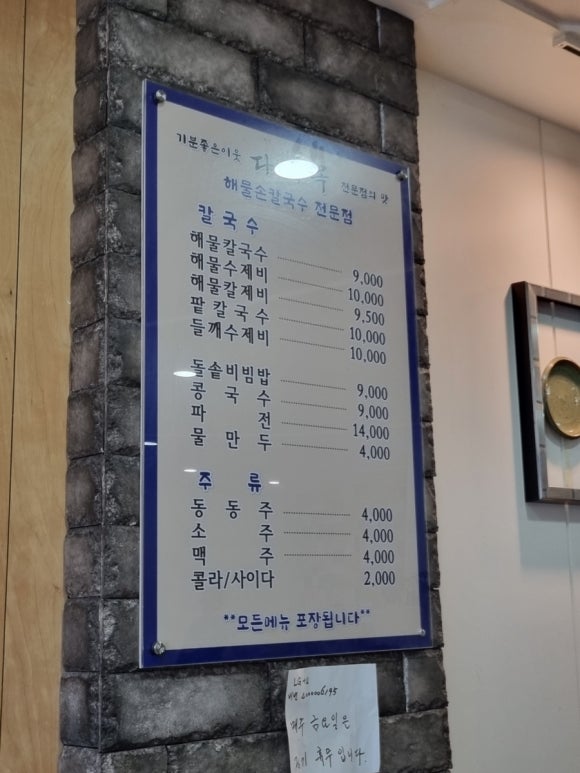 기분좋은이웃 전문점의 맛
해물손칼국수 전문점
칼국수
해물칼국수 9,000
해물수제비 10,000
해물칼제비 9,500
팥칼국수 10,000
들깨수제비 10,000
돌솥비빔밥 9,000
콩국수 9,000
파전 14,000
물만두 4,000
주류
동동주 4,000
소주 4,000
맥주 4,000
콜라/사이다 2,000
**모든메뉴 포장됩니다**
매주 금요일은
정기 휴무 입니다.